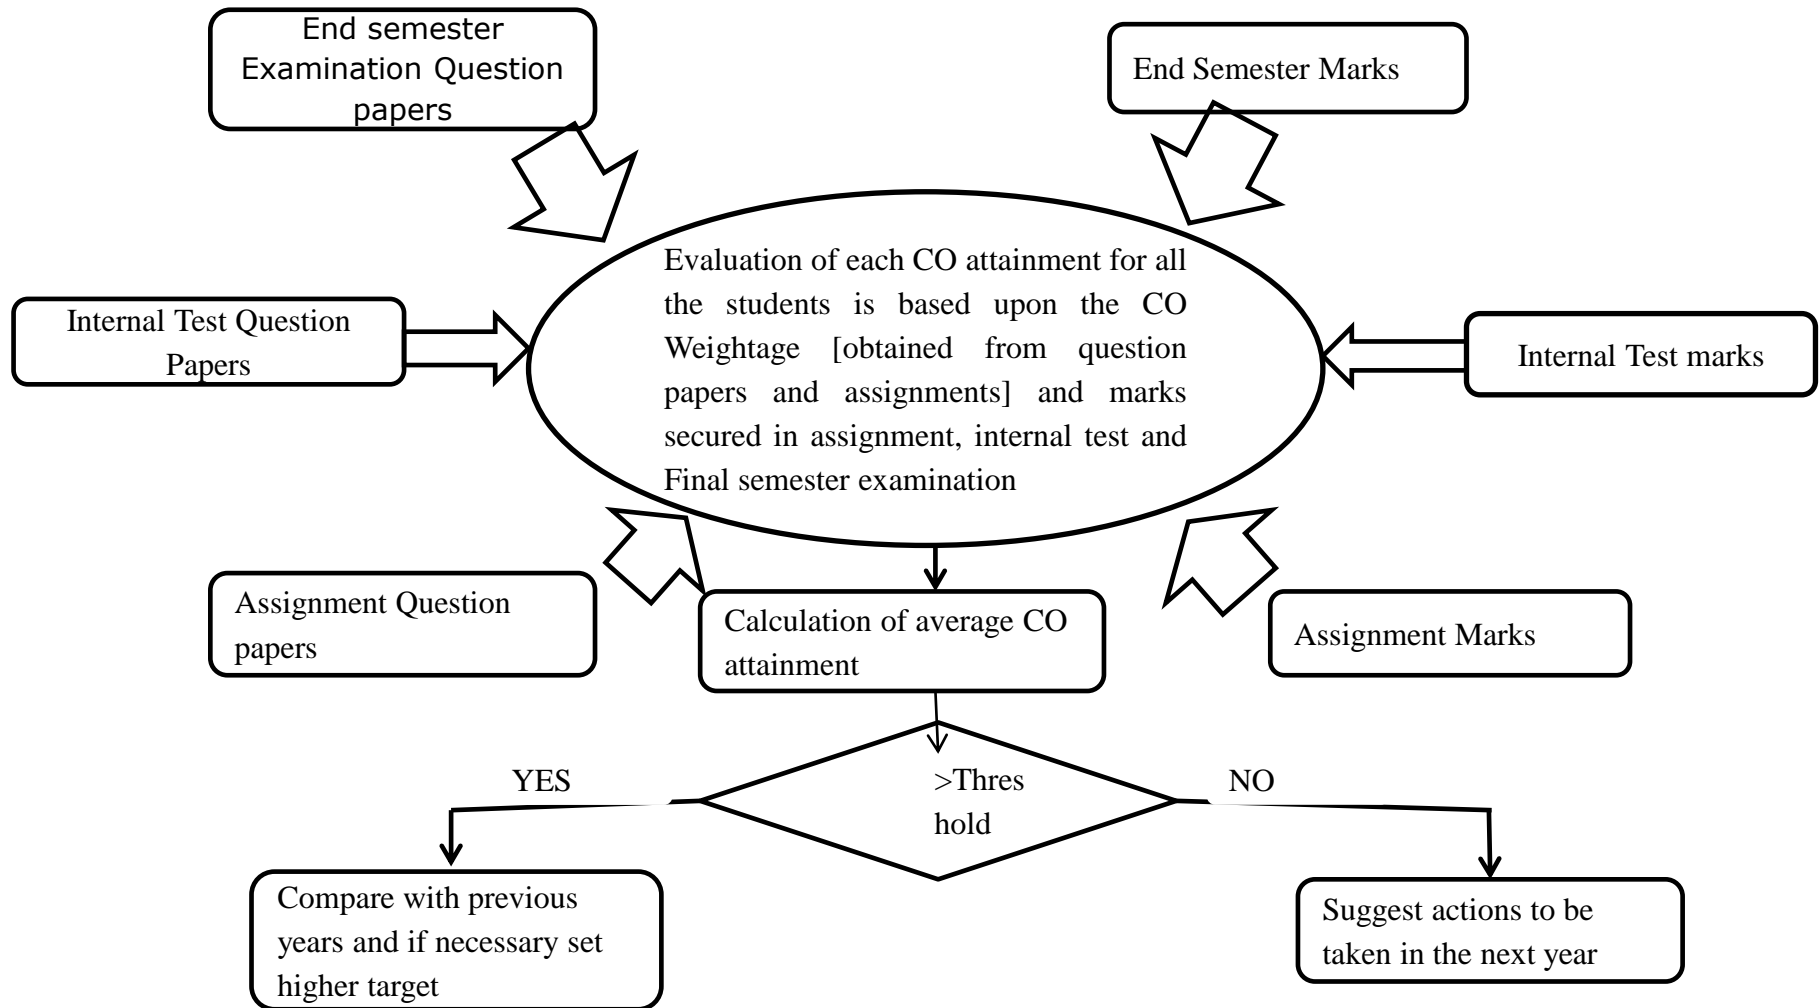 End semester
Examination Question
papers
End Semester Marks
Evaluation of each CO attainment for all
the students is based upon the CO
Weightage [obtained from question
papers and assignments] and marks
secured in assignment, internal test and
Final semester examination
Internal Test Question
Papers
Internal Test marks
Assignment Question
papers
Calculation of average CO
attainment
Assignment Marks
YES
>Thres
hold
NO
Compare with previous
years and if necessary set
higher target
Suggest actions to be
taken in the next year